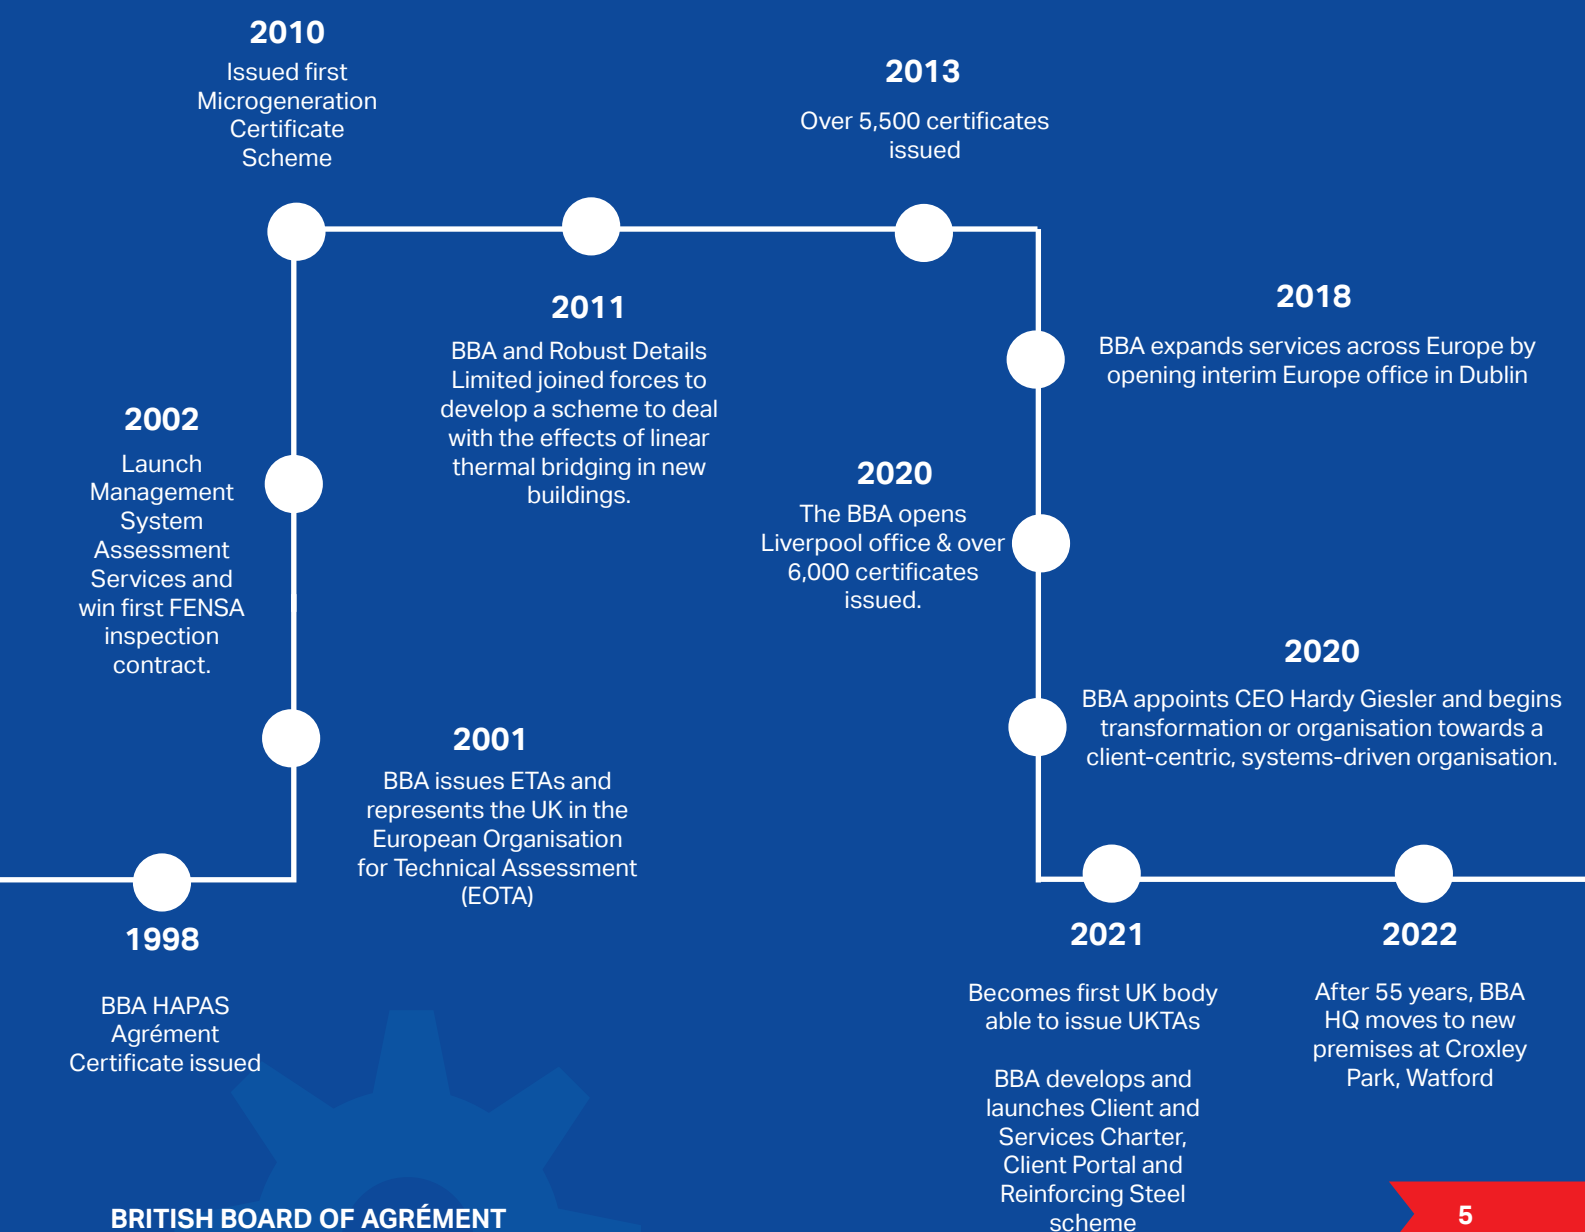 2010
Issued first
Microgeneration
Certificate
Scheme
2013
Over 5,500 certificates
issued
2011
BBA and Robust Details
Limited joined forces to
develop a scheme to deal
with the effects of linear
thermal bridging in new
buildings.
2018
BBA expands services across Europe by
opening interim Europe office in Dublin
2002
Launch
Management
System
Assessment
Services and
win first FENSA
inspection
contract.
2020
The BBA opens
Liverpool office & over
6,000 certificates
issued.
2020
BBA appoints CEO Hardy Giesler and begins
transformation or organisation towards a
client-centric, systems-driven organisation.
2001
BBA issues ETAs and
represents the UK in the
European Organisation
for Technical Assessment
(EOTA)
1998
BBA HAPAS
Agrément
Certificate issued
2021
Becomes first UK body
able to issue UKTAs
BBA develops and
launches Client and
Services Charter,
Client Portal and
Reinforcing Steel
scheme
2022
After 55 years, BBA
HQ moves to new
premises at Croxley
Park, Watford
BRITISH BOARD OF AGRÉMENT
5